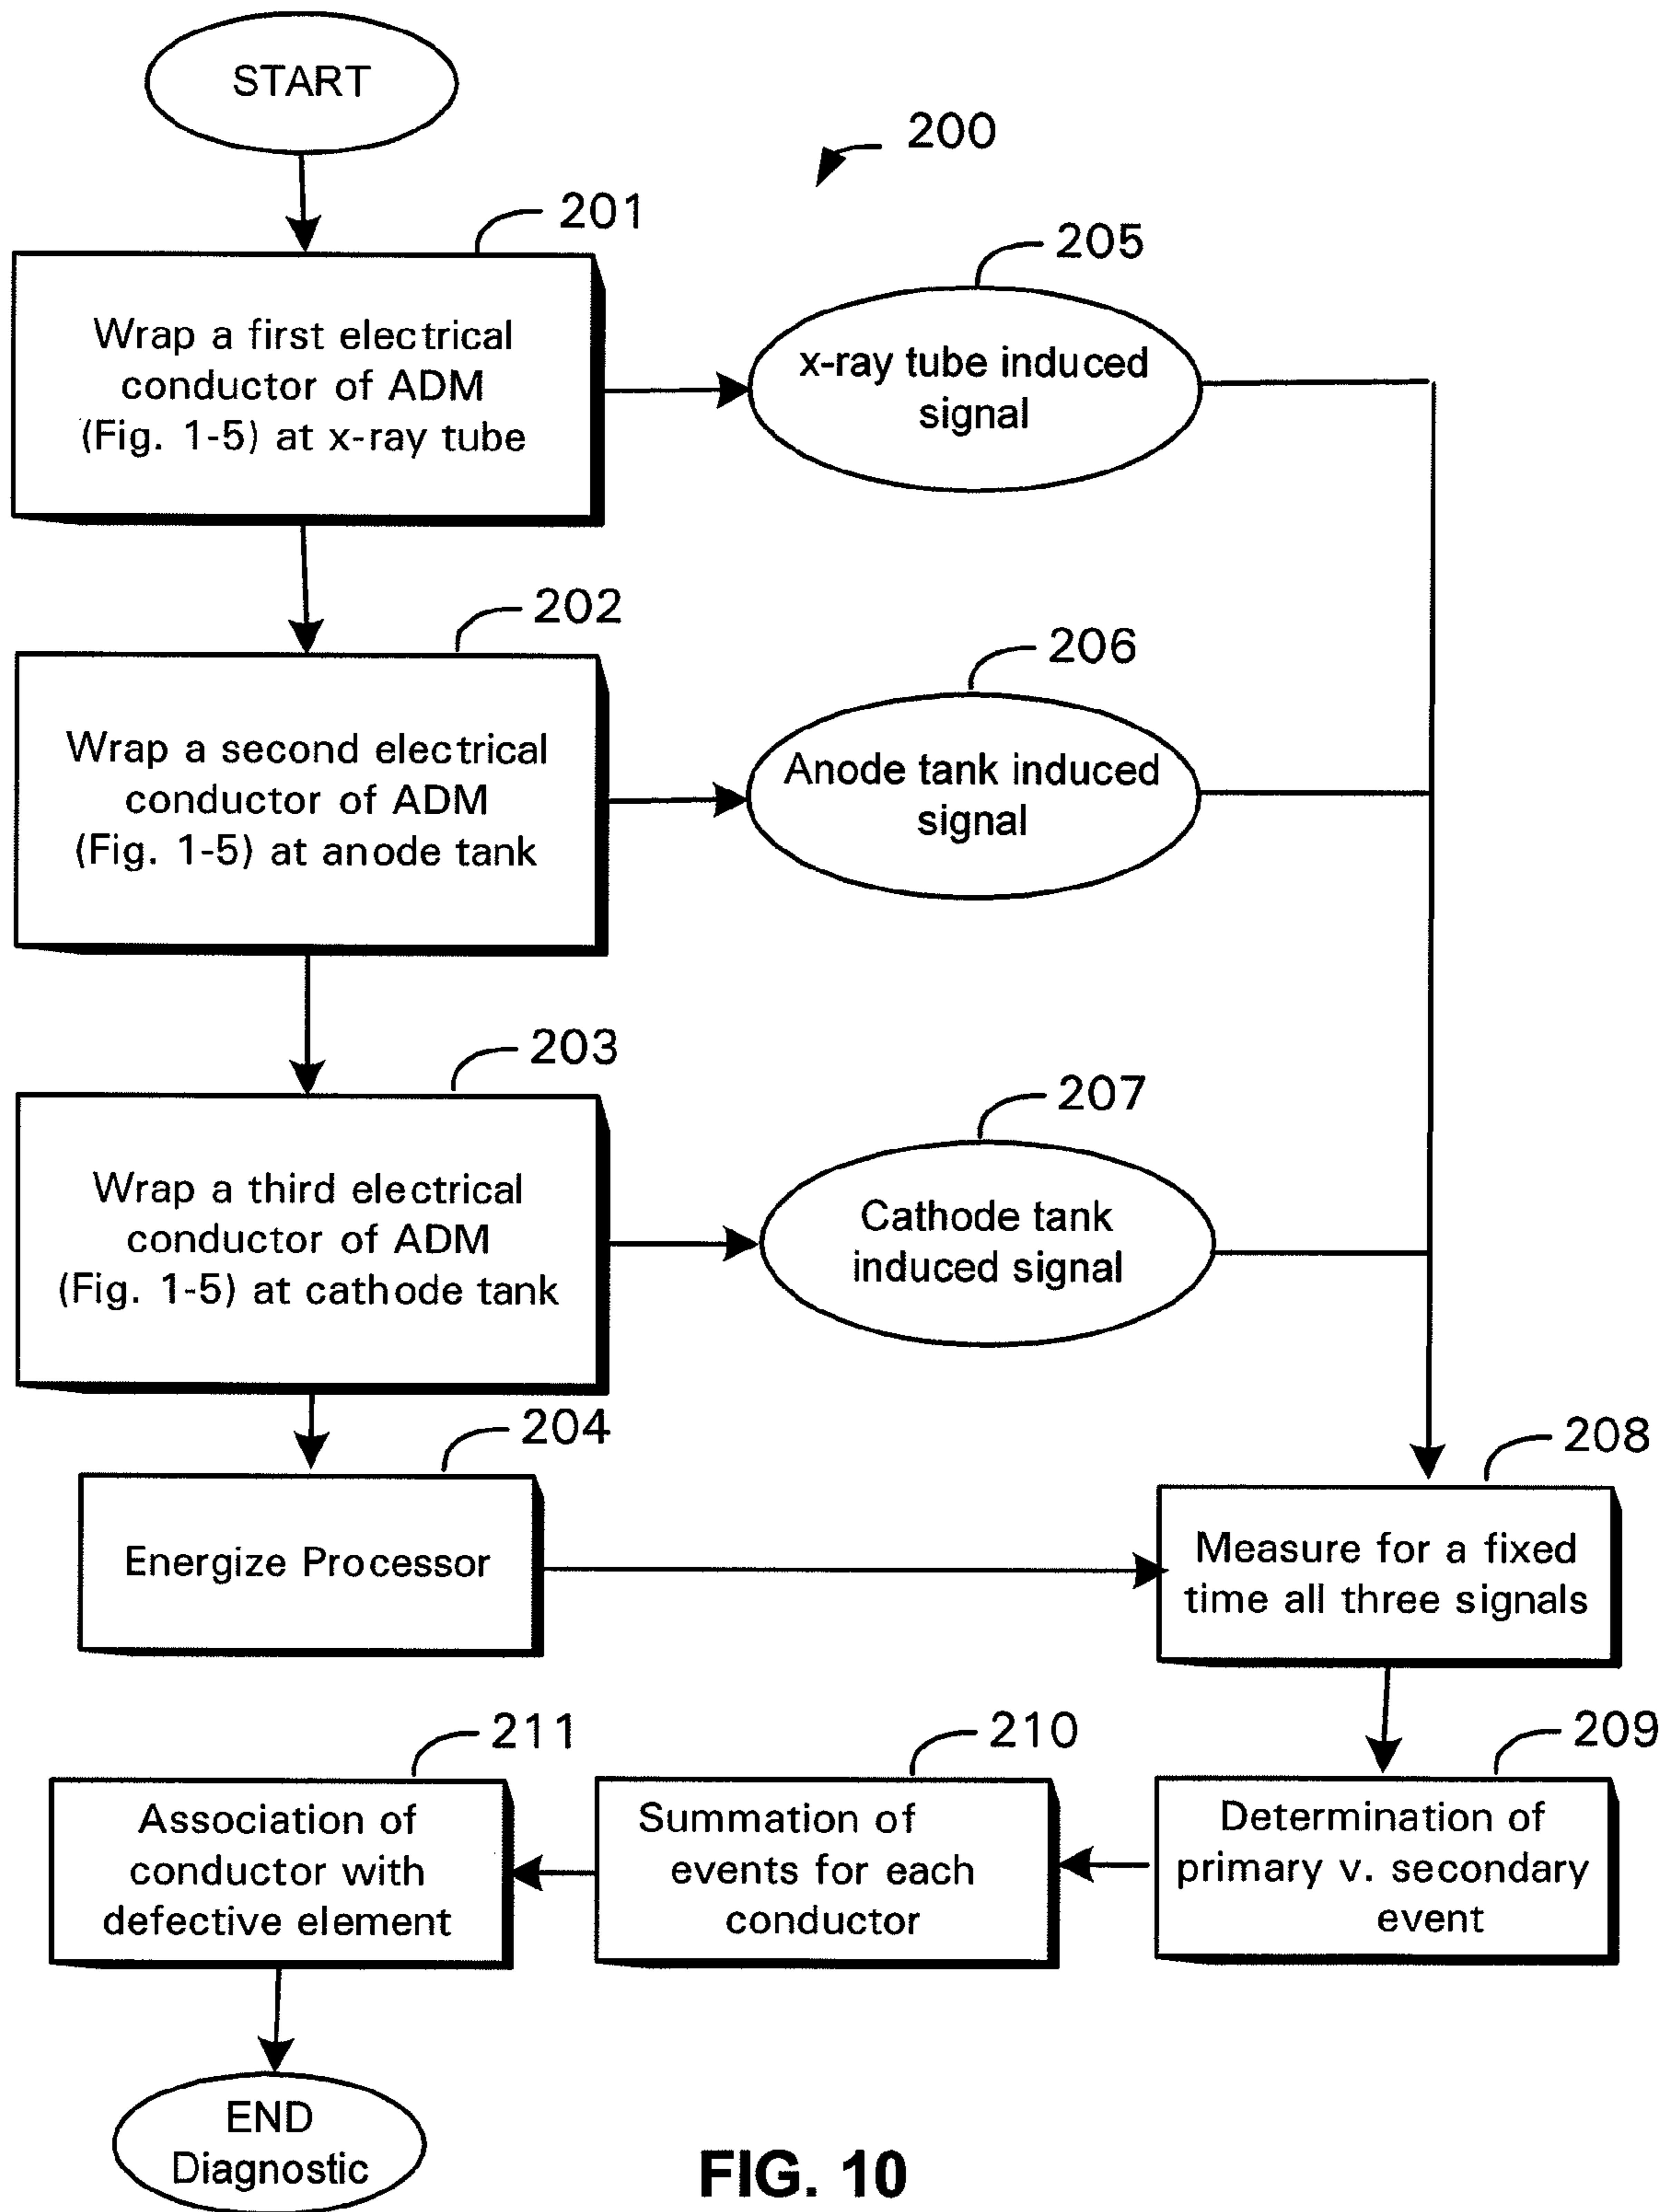 START
200
201
Wrap a first electrical
conductor of ADM
(Fig. 1-5) at x-ray tube
205
x-ray tube induced
signal
202
Wrap a second electrical
conductor of ADM
(Fig. 1-5) at anode tank
206
Anode tank induced
signal
203
Wrap a third electrical
conductor of ADM
(Fig. 1-5) at cathode tank
207
Cathode tank
induced signal
204
Energize Processor
208
Measure for a fixed
time all three signals
211
Association of
conductor with
defective element
210
Summation of
events for each
conductor
209
Determination of
primary v. secondary
event
END
Diagnostic
FIG. 10